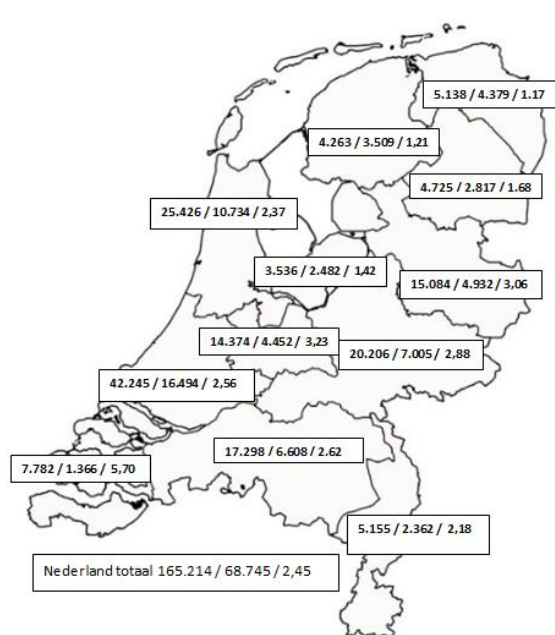 5.138 / 4.379 / 1.17
4.263 / 3.509 / 1,21
4.725 / 2.817 / 1.68
25.426 / 10.734 / 2,37
3.536 / 2.482 / 1,42
15.084 / 4.932 / 3,06
14.374 / 4.452 / 3,23
20.206 / 7.005 / 2,88
42.245 / 16.494 / 2,56
17.298 / 6.608 / 2.62
7.782 / 1.366 / 5,70
5.155 / 2.362 / 2,18
Nederland totaal 165.214 / 68.745 / 2,45